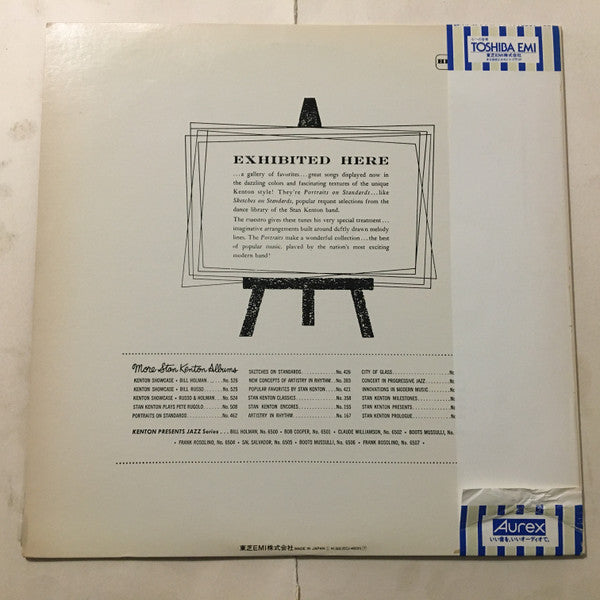 HI
TOSHIBA EMI
東芝EMI株式会社
EXHIBITED HERE
...a gallery of favorites...great songs displayed now in
the dazzling colors and fascinating textures of the unique
Kenton style! They're Portraits on Standards...like
Sketches on Standards, popular request selections from the
dance library of the Stan Kenton band.
The maestro gives these tunes his very special treatment...
imaginative arrangements built around deftly drawn melody
lines. The Portraits make a wonderful collection...the best
of popular music, played by the nation's most exciting
modern band!
More Stan Kenton Albums
KENTON SHOWCASE • BILL HOLMAN ....No. 526
KENTON SHOWCASE • BILL RUSSO......No. 525
KENTON SHOWCASE • RUSSO & HOLMAN..No. 524
STAN KENTON PLAYS PETE RUGOLO.....No. 508
PORTRAITS ON STANDARDS............No. 462
SKETCHES ON STANDARDS.............No. 426
NEW CONCEPTS OF ARTISTRY IN RHYTHM...No. 383
POPULAR FAVORITES BY STAN KENTON....No. 421
STAN KENTON CLASSICS..............No. 358
STAN KENTON ENCORES...............No. 155
ARTISTRY IN RHYTHM................No. 167
CITY OF GLASS.....................No
CONCERT IN PROGRESSIVE JAZZ.......No
INNOVATIONS IN MODERN MUSIC.......No
STAN KENTON MILESTONES............No
STAN KENTON PRESENTS..............No
STAN KENTON PROLOGUE..............No
KENTON PRESENTS JAZZ Series...BILL HOLMAN, No. 6500 • BOB COOPER, No. 6501 • CLAUDE WILLIAMSON, No. 6502 • BOOTS MUSSULLI, No.
• FRANK ROSOLINO, No. 6504 • SAL SALVADOR, No. 6505 • BOOTS MUSSULLI, No. 6506 • FRANK ROSOLINO, No. 6507 •
Aurex
いい音を、いいオーディオで。
東芝EMI株式会社 MADE IN JAPAN